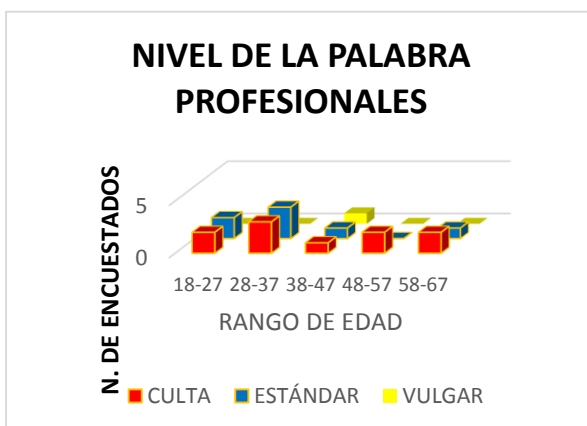 NIVEL DE LA PALABRA
PROFESIONALES
N. DE ENCUESTADOS
5
0
18-27 28-37 38-47 48-57 58-67
RANGO DE EDAD
CULTA ESTÁNDAR VULGAR